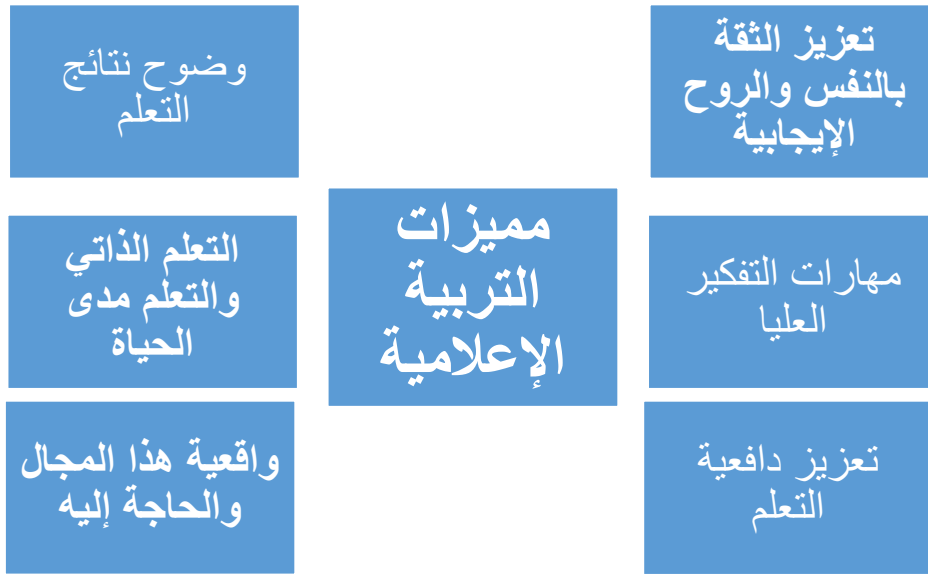 تعزيز الثقة
بالنفس والروح
الإيجابية
وضوح نتائج
التعلم
مميزات
التربية
الإعلامية
مهارات التفكير
العليا
التعلم الذاتي
والتعلم مدى
الحياة
تعزيز دافعية
التعلم
واقعية هذا المجال
والحاجة إليه